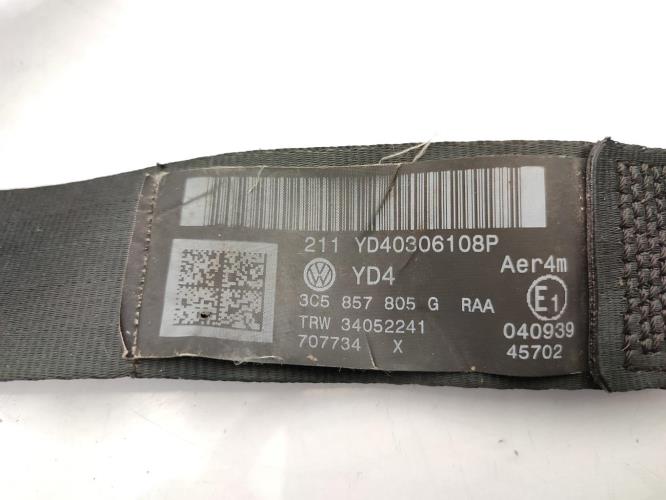 211 YD40306108P
YD4
Aer4m
3C5 857 805 G RAA
E1
TRW 34052241
040939
707734 X
45702